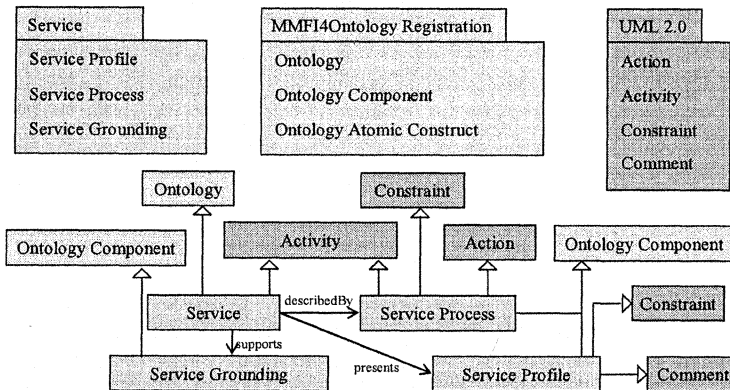 Service
Service Profile
Service Process
Service Grounding
MMFI4Ontology Registration
Ontology
Ontology Component
Ontology Atomic Construct
UML 2.0
Action
Activity
Constraint
Comment
Ontology
Constraint
Ontology Component
Activity
Action
Ontology Component
Service
describedBy
Service Process
Constraint
supports
presents
Service Grounding
Service Profile
Comment